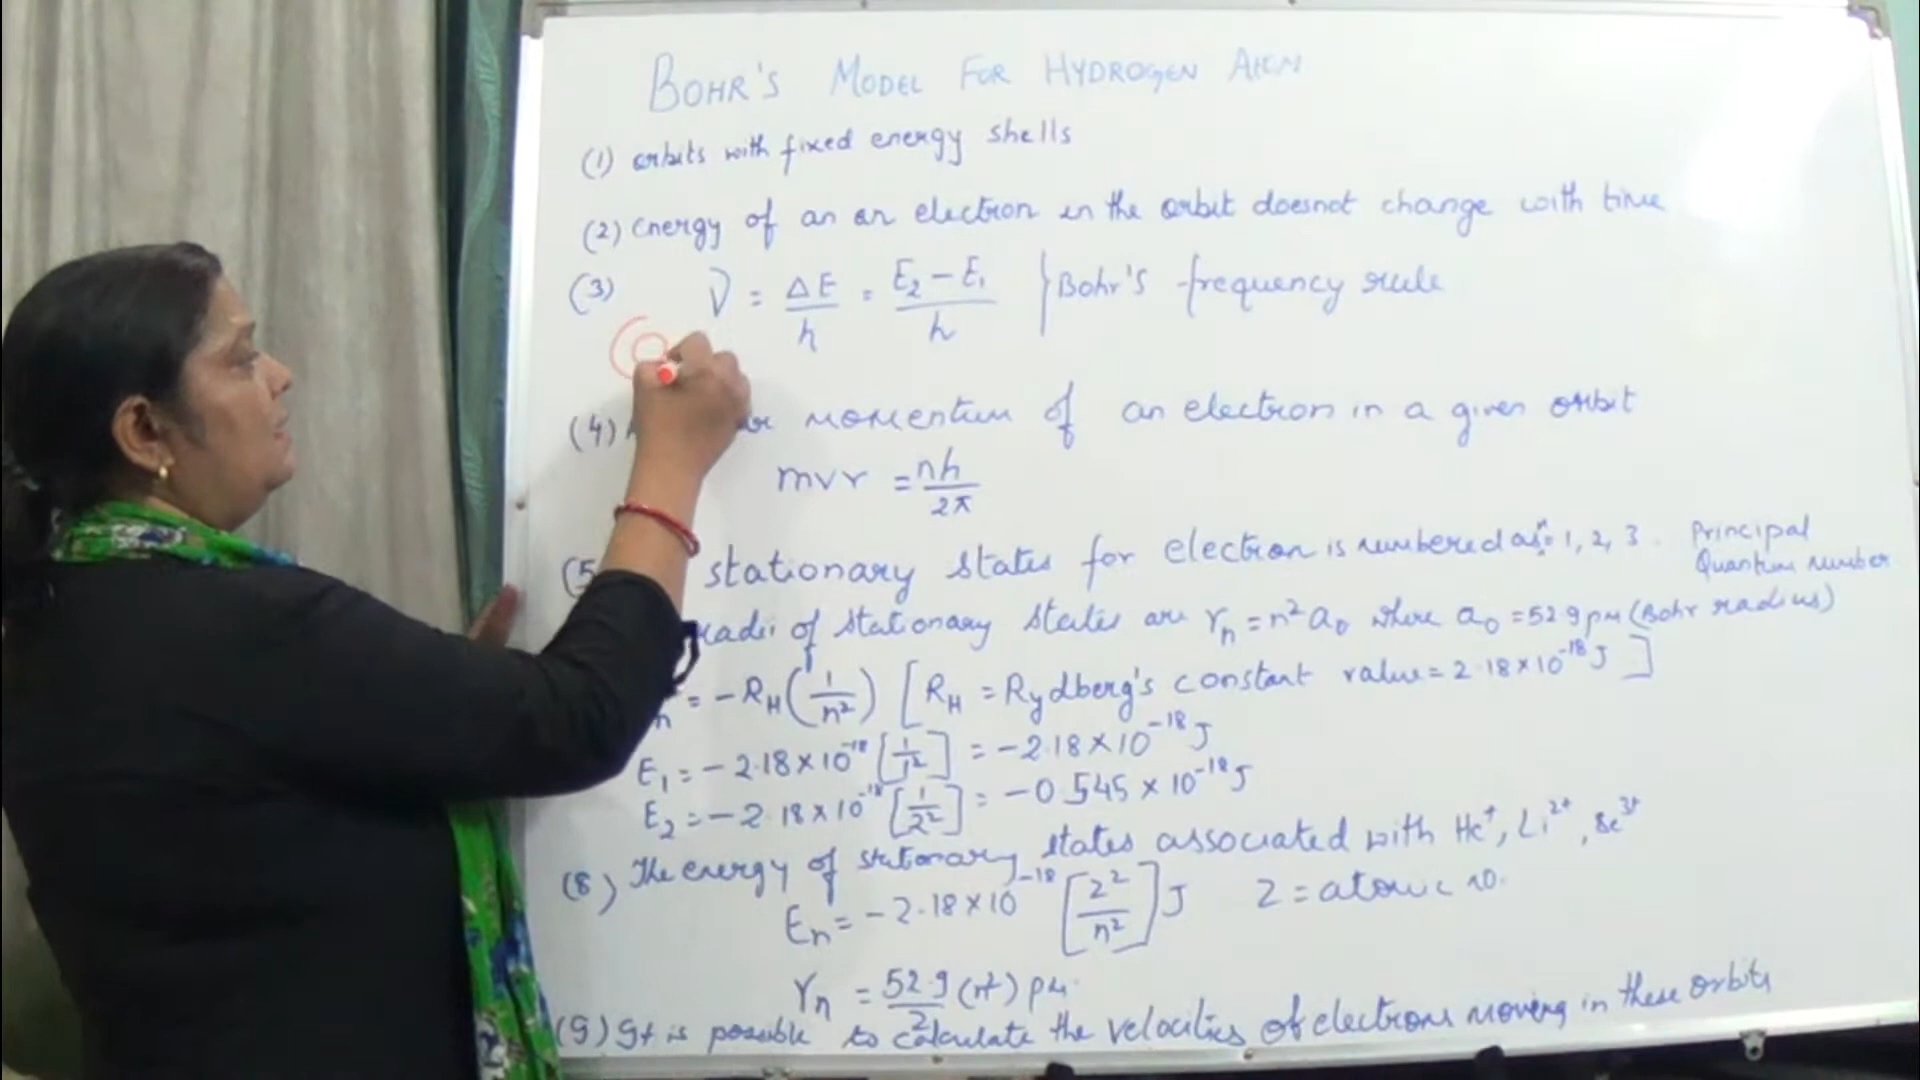 BOHR'S MODEL FOR HYDROGEN ATOM
(1) orbits with fixed energy shells
(2) energy of an an electron in the orbit doesnot change with time
(3) ν = ΔE/h = E₂ − E₁/h } Bohr's frequency rule
(4) momentum of an electron in a given orbit
mvr = nh/2π
(5 stationary states for electron is numbered as n = 1, 2, 3. Principal Quantum number
radii of stationary states are rₙ = n² a₀ where a₀ = 52.9 pm (Bohr radius)
n = − R_H (1/n²) [R_H = Rydberg's constant value = 2.18 × 10⁻¹⁸ J ]
E₁ = − 2.18 × 10⁻¹⁸ [1/1²] = − 2.18 × 10⁻¹⁸ J
E₂ = − 2.18 × 10⁻¹⁸ [1/2²] = − 0.545 × 10⁻¹⁸ J
(8) The energy of stationary states associated with He⁺, Li²⁺, Be³⁺
Eₙ = − 2.18 × 10⁻¹⁸ [Z²/n²] J Z = atomic no.
rₙ = 52.9 (n²)/Z pm.
(9) It is possible to calculate the velocities of electrons moving in these orbits